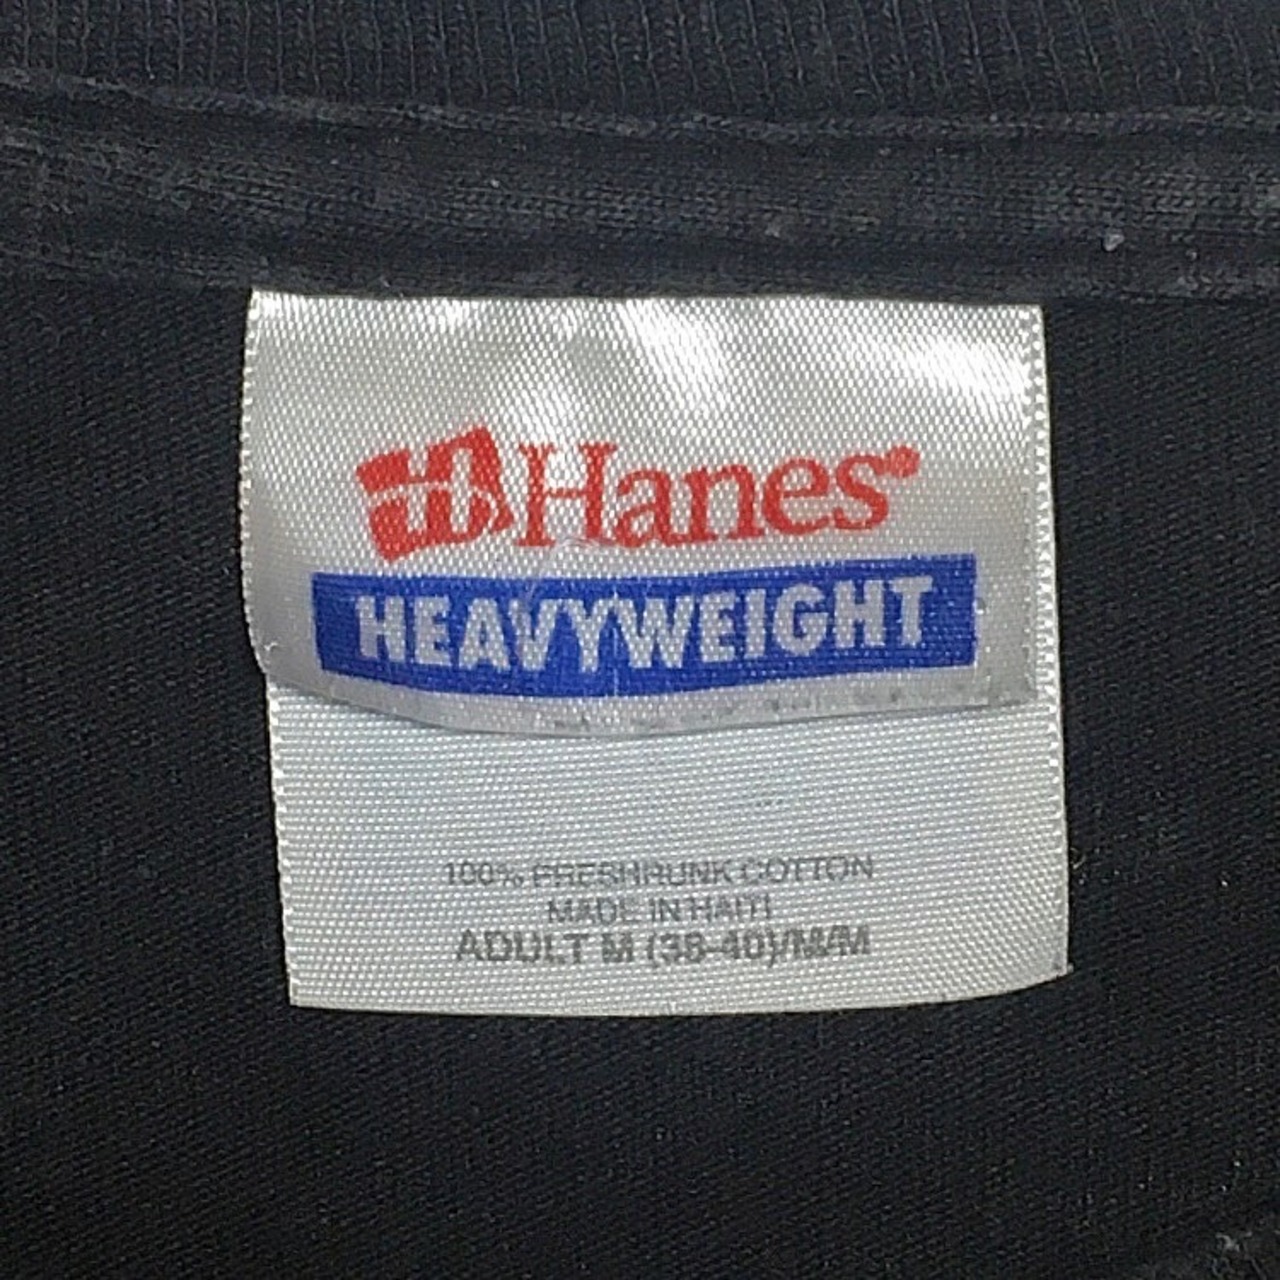 Hanes
HEAVYWEIGHT
100% PRESHRUNK COTTON
MADE IN HAITI
ADULT M (38-40)/M/M